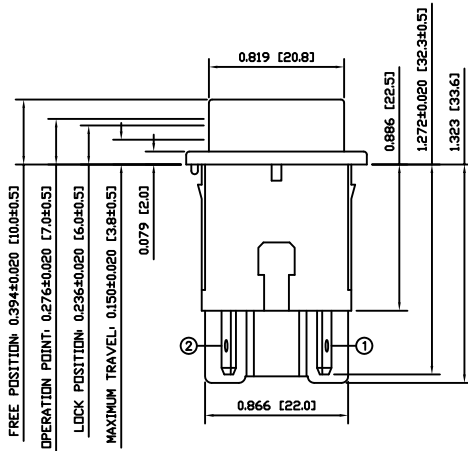 0.819 [20.8]
FREE POSITION: 0.394±0.020 [10.0±0.5]
OPERATION POINT: 0.276±0.020 [7.0±0.5]
LOCK POSITION: 0.236±0.020 [6.0±0.5]
MAXIMUM TRAVEL: 0.150±0.020 [3.8±0.5]
0.079 [2.0]
0.886 [22.5]
1.272±0.020 [32.3±0.5]
1.323 [33.6]
2
1
0.866 [22.0]